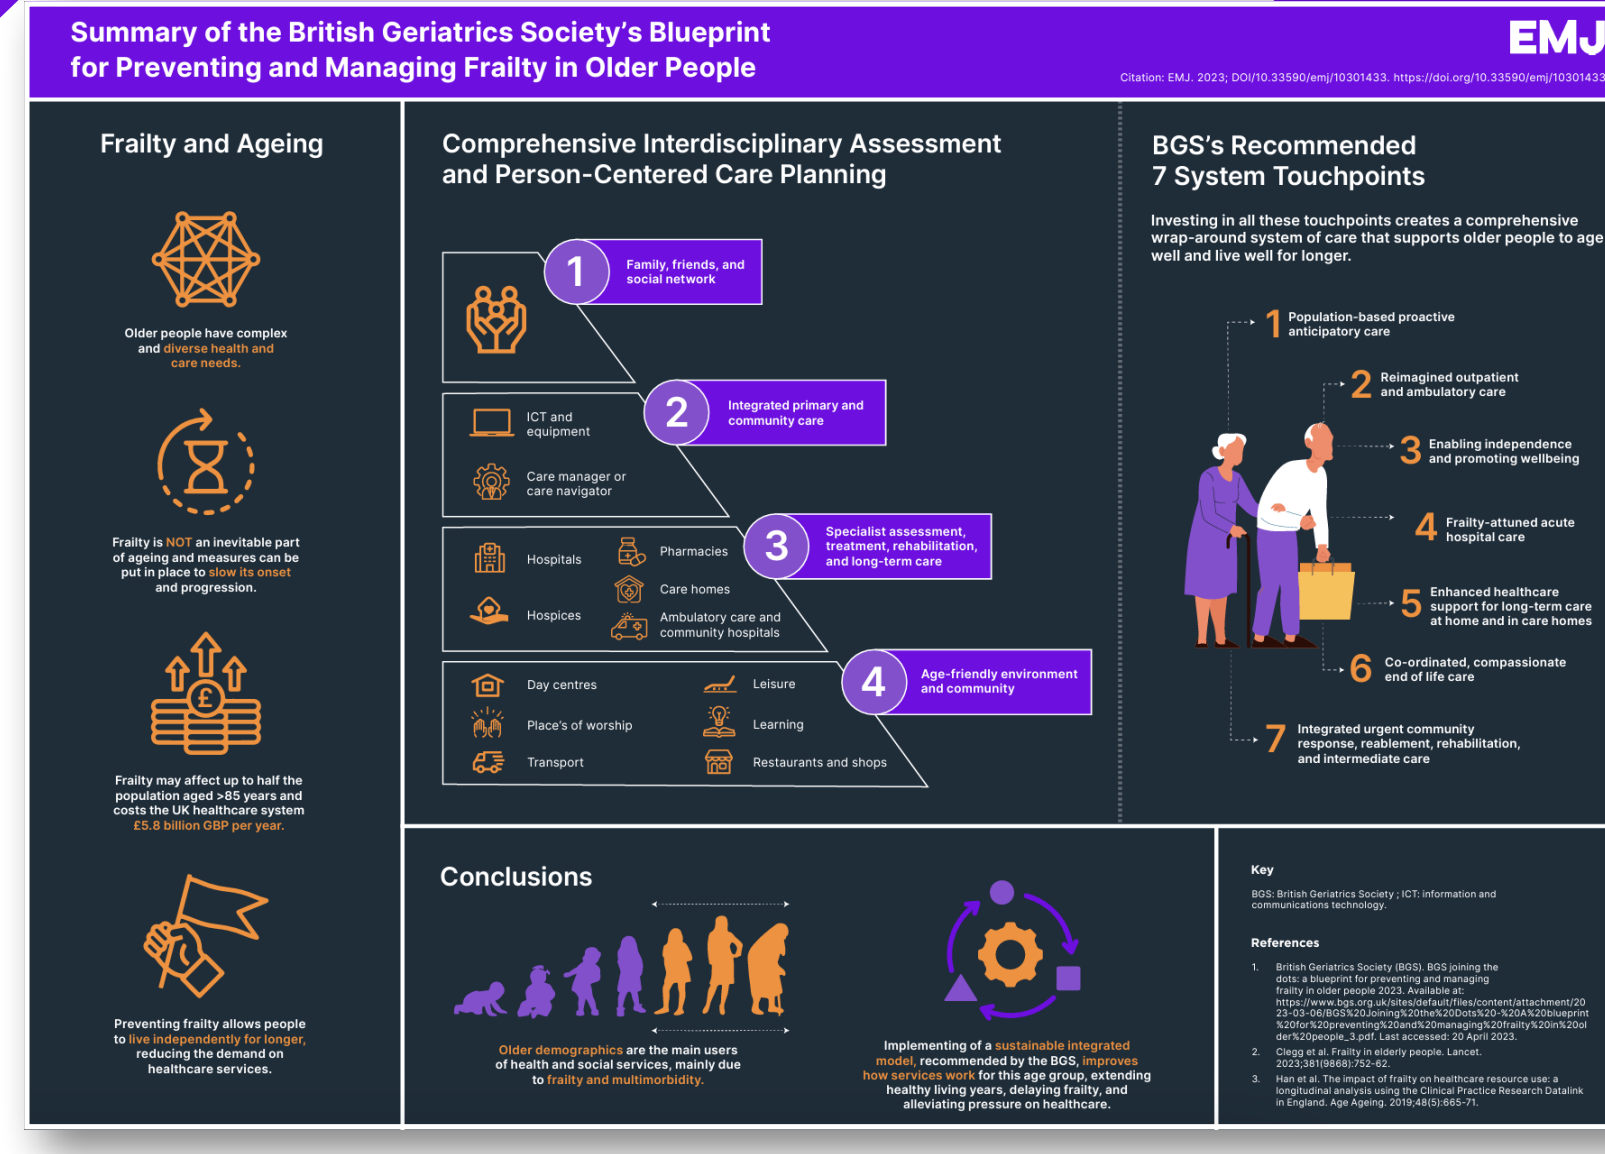 Summary of the British Geriatrics Society's Blueprint
for Preventing and Managing Frailty in Older People
EMJ
Citation: EMJ. 2023; DOI/10.33590/emj/10301433. https://doi.org/10.33590/emj/10301433
Frailty and Ageing
Older people have complex
and diverse health and
care needs.
Frailty is NOT an inevitable part
of ageing and measures can be
put in place to slow its onset
and progression.
£
Frailty may affect up to half the
population aged >85 years and
costs the UK healthcare system
£5.8 billion GBP per year.
Preventing frailty allows people
to live independently for longer,
reducing the demand on
healthcare services.
Comprehensive Interdisciplinary Assessment
and Person-Centered Care Planning
1
Family, friends, and
social network
2
Integrated primary and
community care
ICT and
equipment
Care manager or
care navigator
3
Specialist assessment,
treatment, rehabilitation,
and long-term care
Hospitals
Hospices
Pharmacies
Care homes
Ambulatory care and
community hospitals
4
Age-friendly environment
and community
Day centres
Place's of worship
Transport
Leisure
Learning
Restaurants and shops
BGS's Recommended
7 System Touchpoints
Investing in all these touchpoints creates a comprehensive
wrap-around system of care that supports older people to age
well and live well for longer.
1 Population-based proactive
anticipatory care
2 Reimagined outpatient
and ambulatory care
3 Enabling independence
and promoting wellbeing
4 Frailty-attuned acute
hospital care
5 Enhanced healthcare
support for long-term care
at home and in care homes
6 Co-ordinated, compassionate
end of life care
7 Integrated urgent community
response, reablement, rehabilitation,
and intermediate care
Conclusions
Older demographics are the main users
of health and social services, mainly due
to frailty and multimorbidity.
Implementing of a sustainable integrated
model, recommended by the BGS, improves
how services work for this age group, extending
healthy living years, delaying frailty, and
alleviating pressure on healthcare.
Key
BGS: British Geriatrics Society ; ICT: information and
communications technology.
References
1. British Geriatrics Society (BGS). BGS joining the
dots: a blueprint for preventing and managing
frailty in older people 2023. Available at:
https://www.bgs.org.uk/sites/default/files/content/attachment/20
23-03-06/BGS%20Joining%20the%20Dots%20-%20A%20blueprint
%20for%20preventing%20and%20managing%20frailty%20in%20ol
der%20people_3.pdf. Last accessed: 20 April 2023.
2. Clegg et al. Frailty in elderly people. Lancet.
2023;381(9868):752-62.
3. Han et al. The impact of frailty on healthcare resource use: a
longitudinal analysis using the Clinical Practice Research Datalink
in England. Age Ageing. 2019;48(5):665-71.